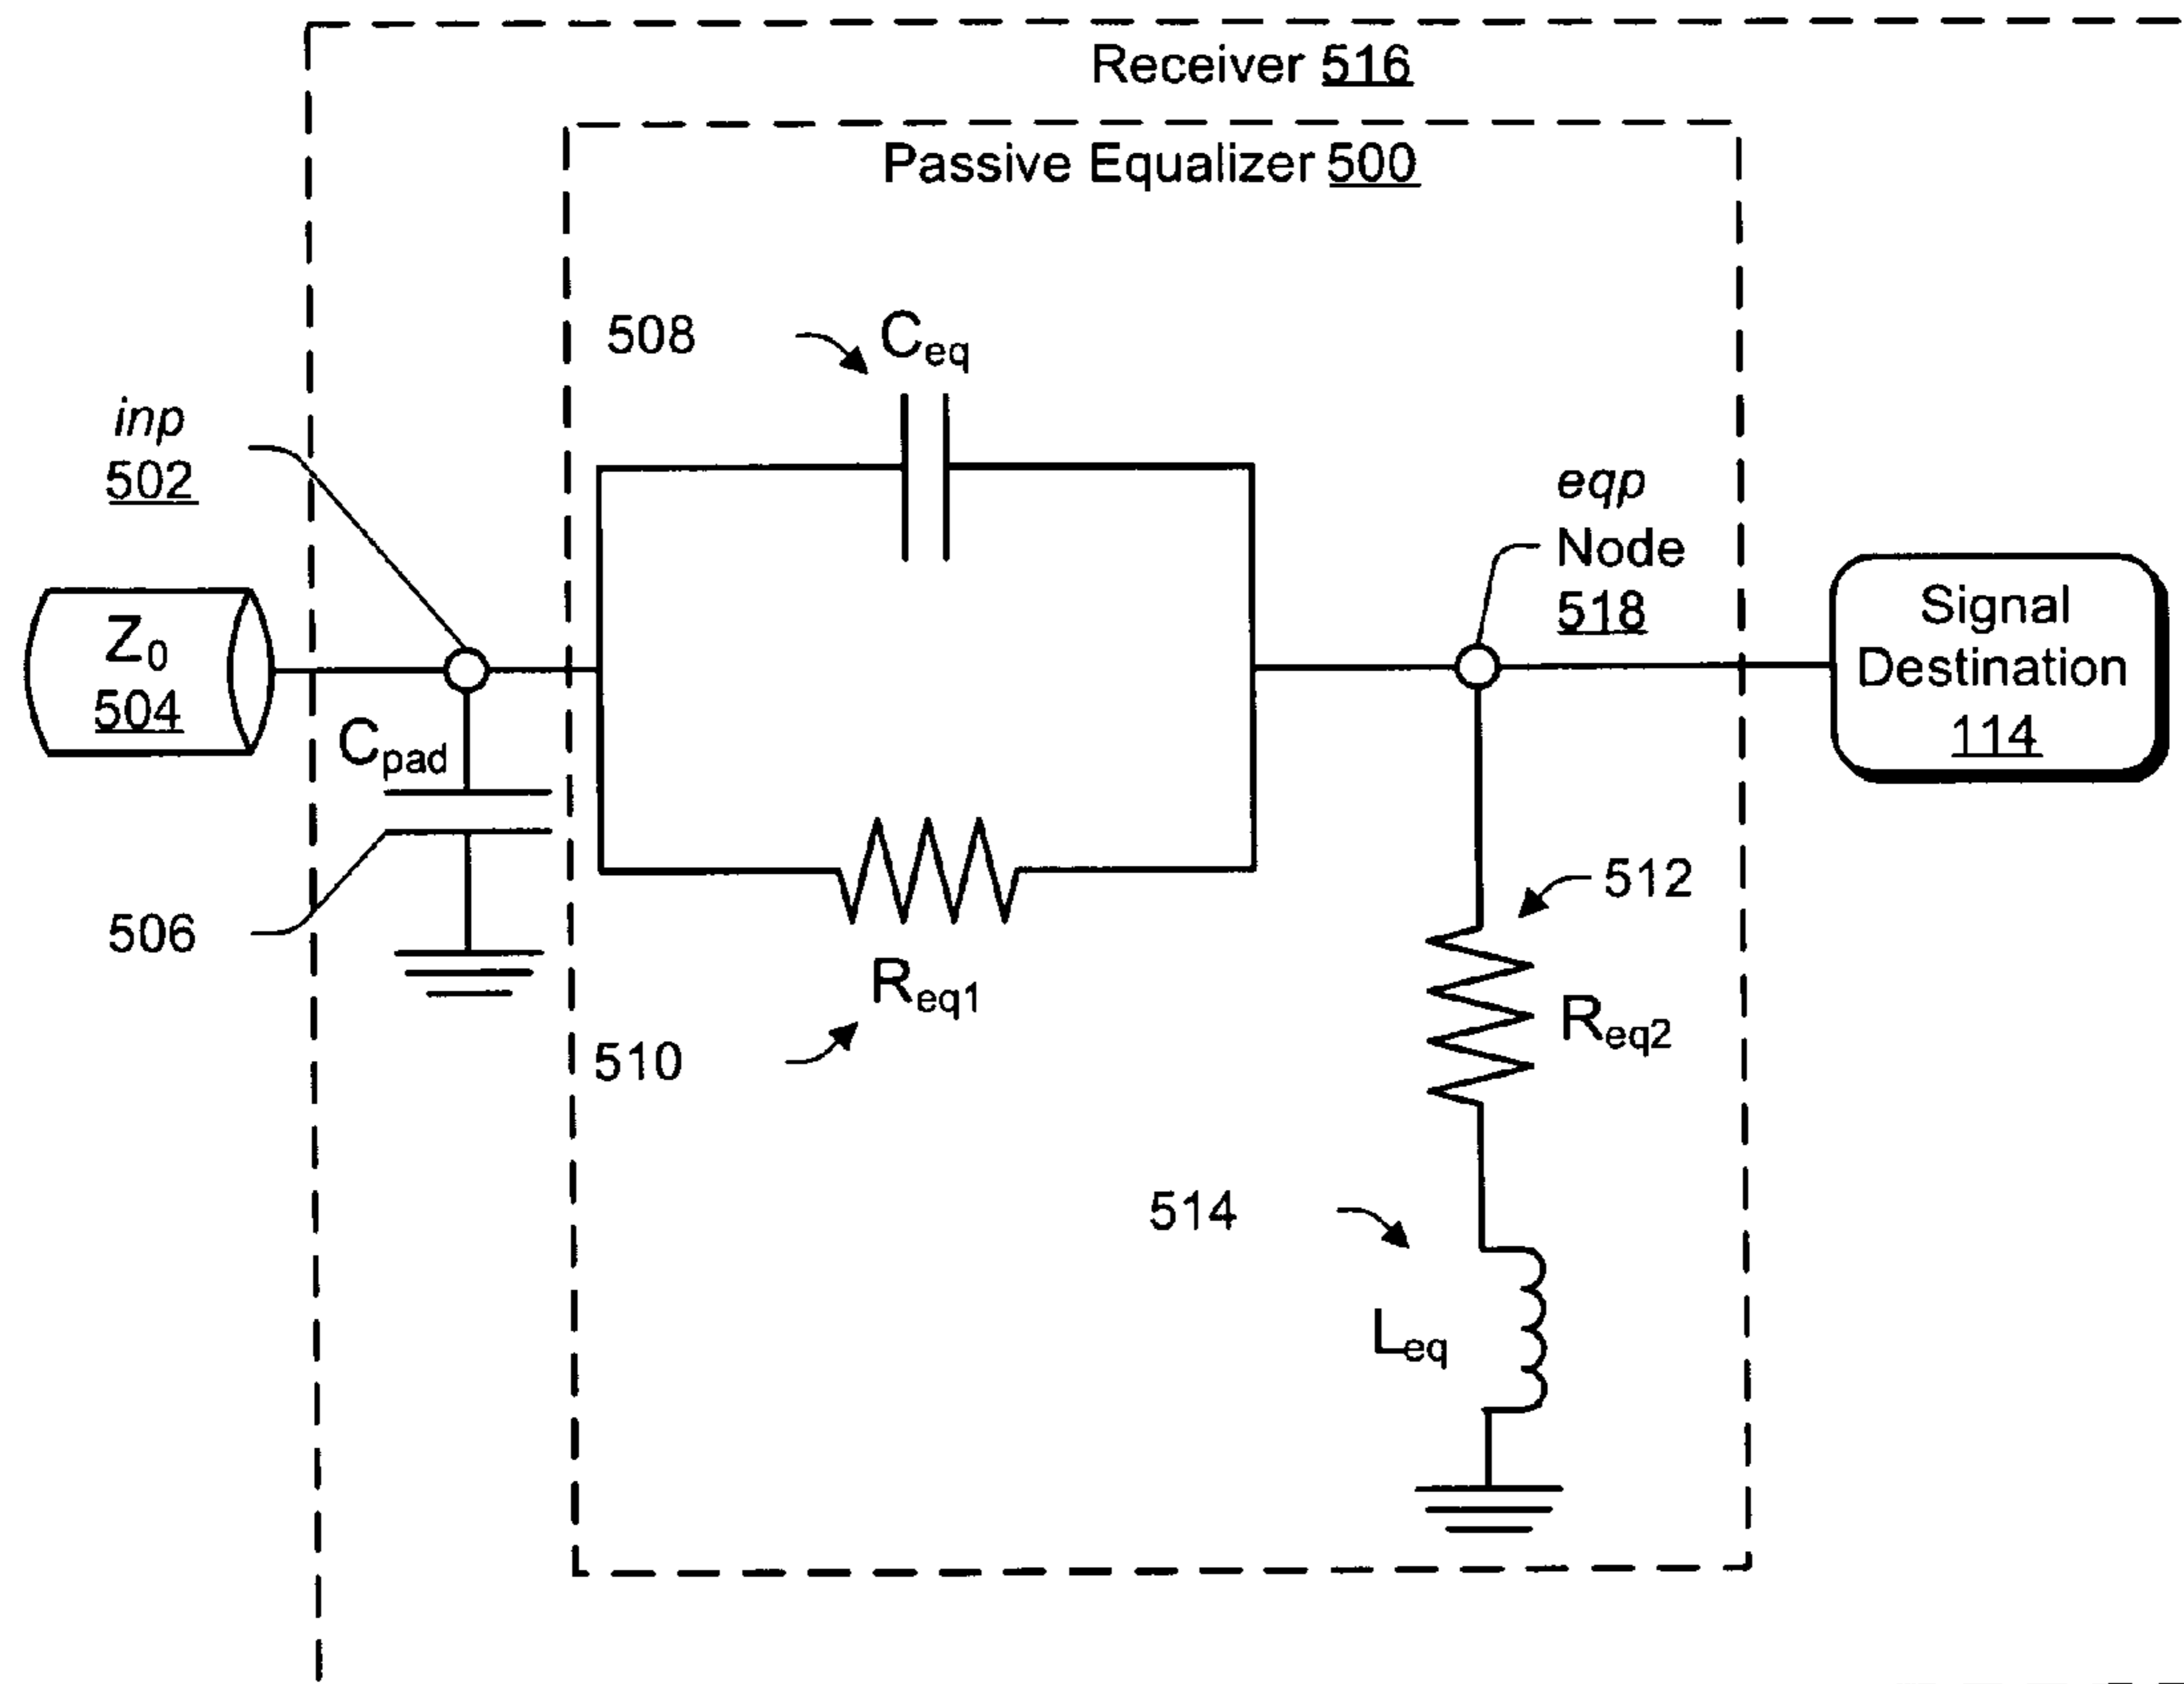 Receiver 516
Passive Equalizer 500
508
Ceq
inp
502
eqp
Node
518
Z0
504
Signal
Destination
114
Cpad
506
512
Req1
Req2
510
514
Leq